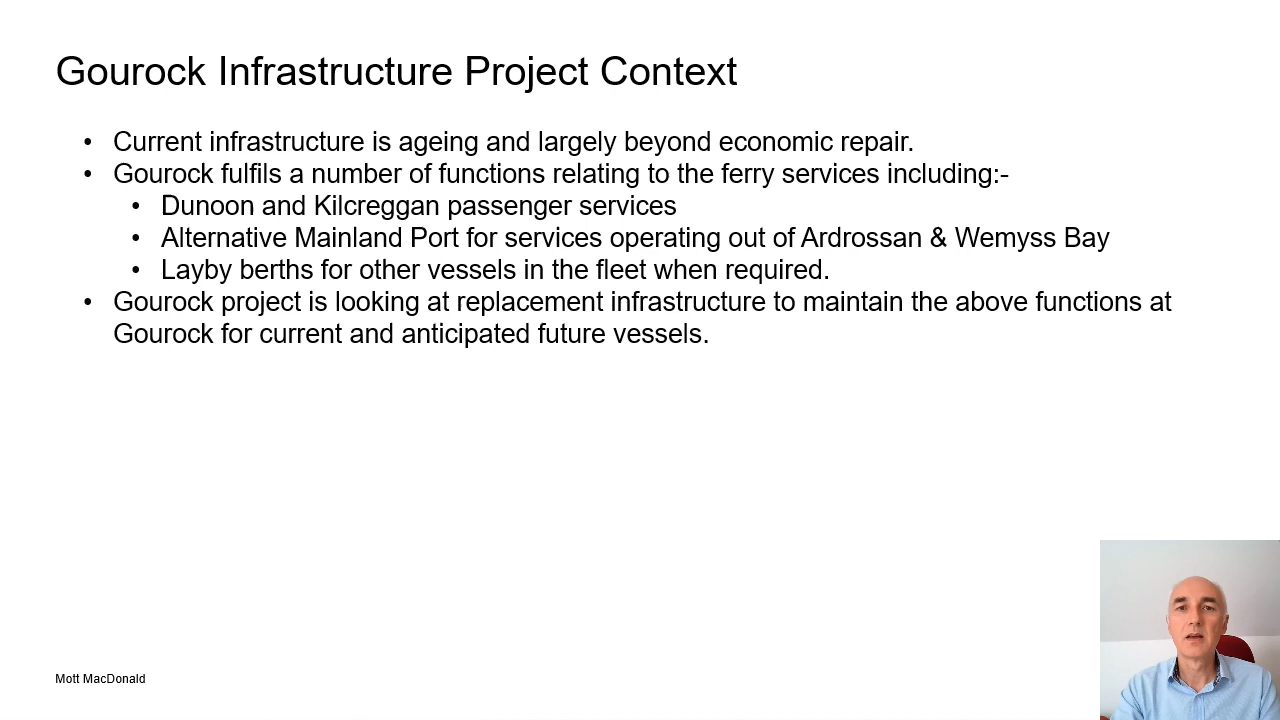 Gourock Infrastructure Project Context
• Current infrastructure is ageing and largely beyond economic repair.
• Gourock fulfils a number of functions relating to the ferry services including:-
• Dunoon and Kilcreggan passenger services
• Alternative Mainland Port for services operating out of Ardrossan & Wemyss Bay
• Layby berths for other vessels in the fleet when required.
• Gourock project is looking at replacement infrastructure to maintain the above functions at
Gourock for current and anticipated future vessels.
Mott MacDonald